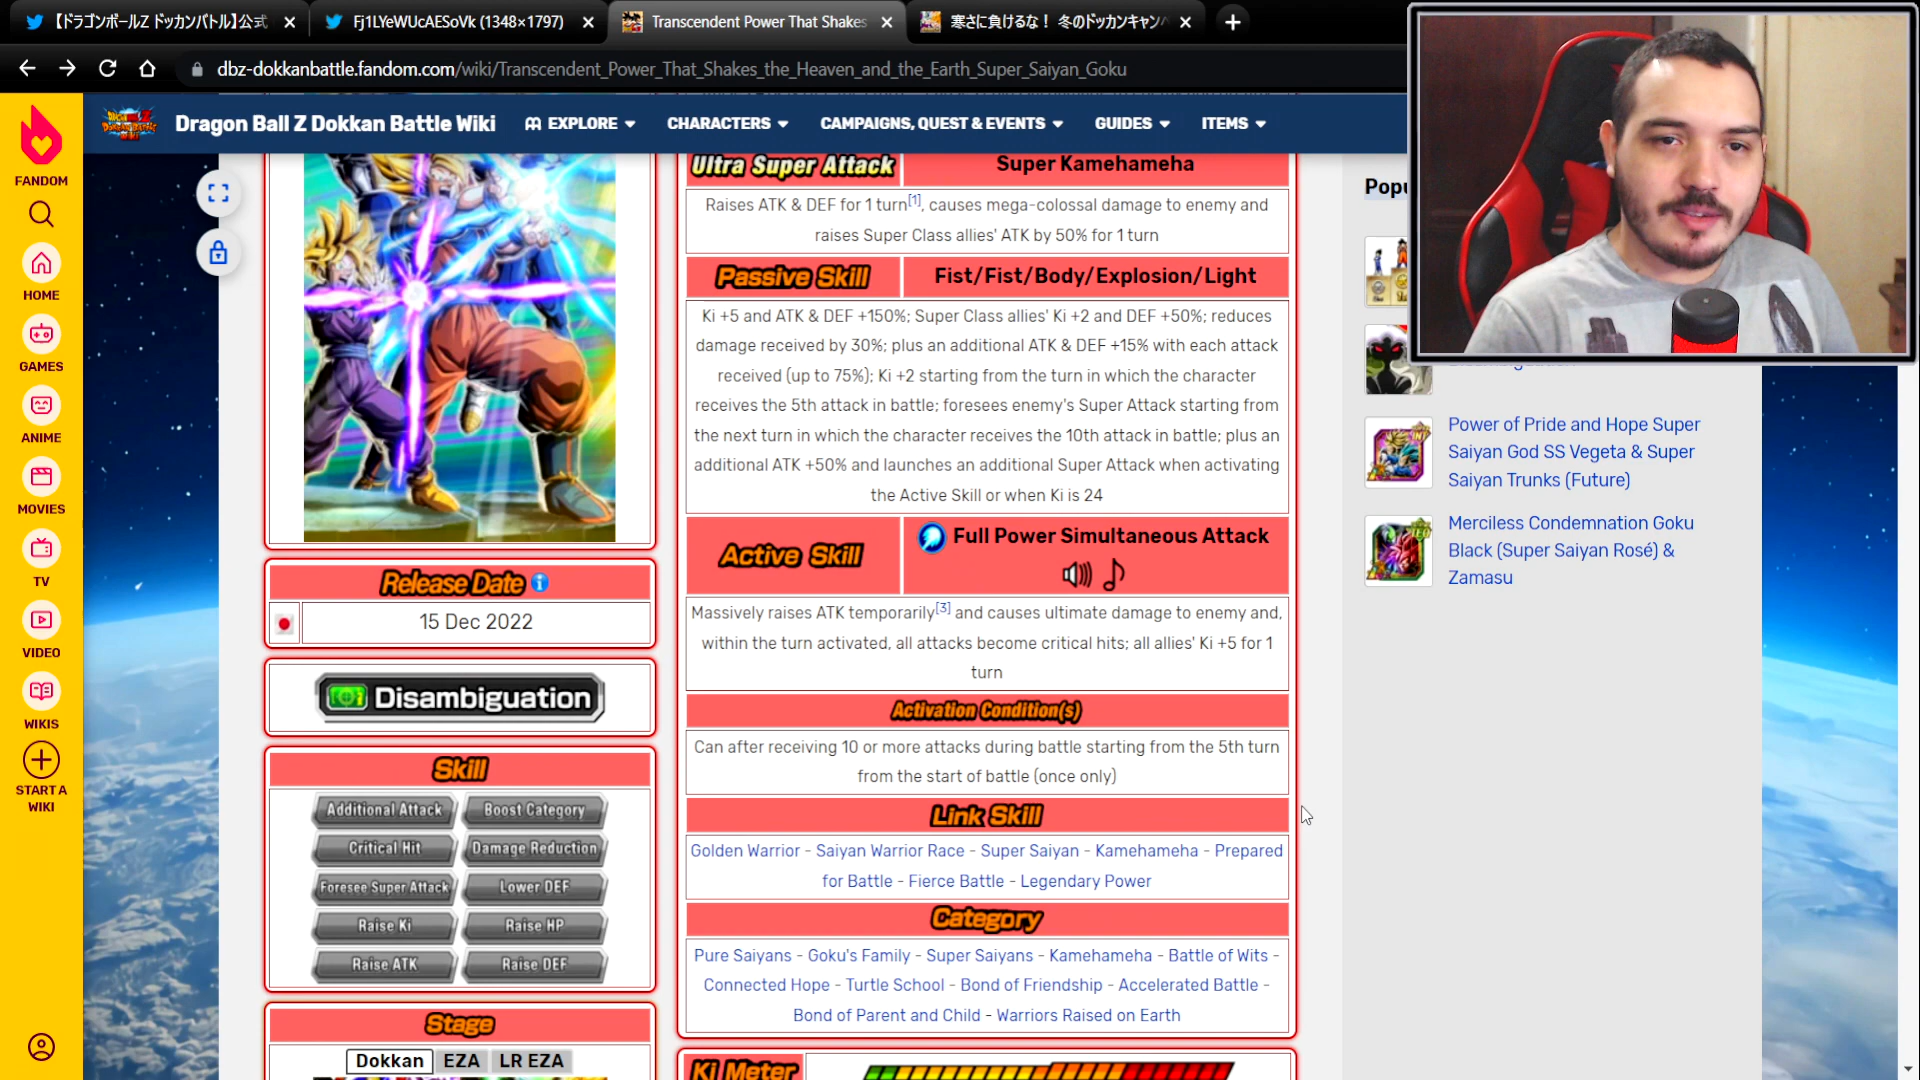 【ドラゴンボールZ ドッカンバトル】公式
Fj1LYeWUcAESoVk (1348×1797)
Transcendent Power That Shakes
寒さに負けるな！ 冬のドッカンキャン
dbz-dokkanbattle.fandom.com/wiki/Transcendent_Power_That_Shakes_the_Heaven_and_the_Earth_Super_Saiyan_Goku
Dragon Ball Z Dokkan Battle Wiki
EXPLORE
CHARACTERS
CAMPAIGNS, QUEST & EVENTS
GUIDES
ITEMS
FANDOM
HOME
GAMES
ANIME
MOVIES
TV
VIDEO
WIKIS
START A
WIKI
Release Date
15 Dec 2022
Disambiguation
Skill
Additional Attack
Boost Category
Critical Hit
Damage Reduction
Foresee Super Attack
Lower DEF
Raise Ki
Raise HP
Raise ATK
Raise DEF
Stage
Dokkan
EZA
LR EZA
Ultra Super Attack
Super Kamehameha
Raises ATK & DEF for 1 turn[1], causes mega-colossal damage to enemy and
raises Super Class allies' ATK by 50% for 1 turn
Passive Skill
Fist/Fist/Body/Explosion/Light
Ki +5 and ATK & DEF +150%; Super Class allies' Ki +2 and DEF +50%; reduces
damage received by 30%; plus an additional ATK & DEF +15% with each attack
received (up to 75%); Ki +2 starting from the turn in which the character
receives the 5th attack in battle; foresees enemy's Super Attack starting from
the next turn in which the character receives the 10th attack in battle; plus an
additional ATK +50% and launches an additional Super Attack when activating
the Active Skill or when Ki is 24
Active Skill
Full Power Simultaneous Attack
Massively raises ATK temporarily[3] and causes ultimate damage to enemy and,
within the turn activated, all attacks become critical hits; all allies' Ki +5 for 1
turn
Activation Condition(s)
Can after receiving 10 or more attacks during battle starting from the 5th turn
from the start of battle (once only)
Link Skill
Golden Warrior - Saiyan Warrior Race - Super Saiyan - Kamehameha - Prepared
for Battle - Fierce Battle - Legendary Power
Category
Pure Saiyans - Goku's Family - Super Saiyans - Kamehameha - Battle of Wits -
Connected Hope - Turtle School - Bond of Friendship - Accelerated Battle -
Bond of Parent and Child - Warriors Raised on Earth
Ki Meter
Popu
Power of Pride and Hope Super
Saiyan God SS Vegeta & Super
Saiyan Trunks (Future)
Merciless Condemnation Goku
Black (Super Saiyan Rosé) &
Zamasu